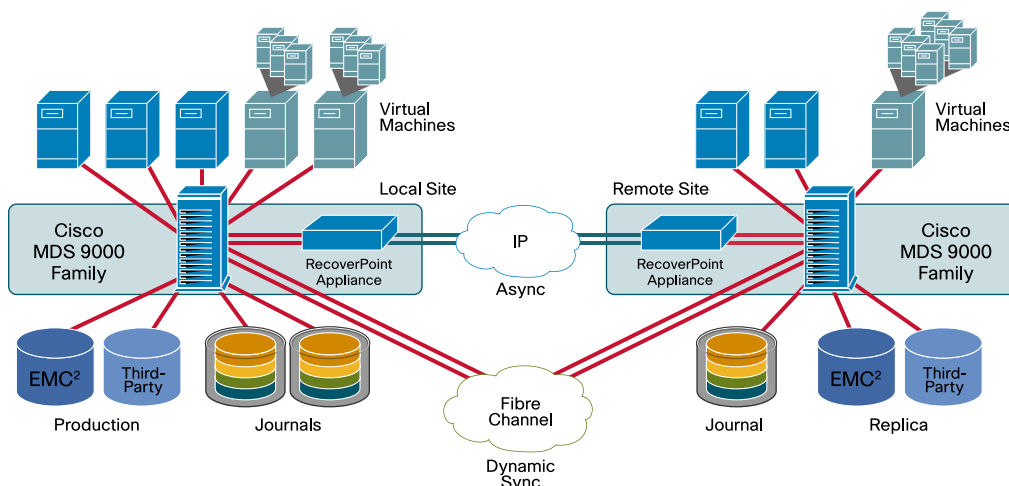 Virtual
Machines
Virtual
Machines
Local Site
Remote Site
Cisco
MDS 9000
Family
RecoverPoint
Appliance
IP
Async
RecoverPoint
Appliance
Cisco
MDS 9000
Family
EMC²
Third-
Party
Production
Journals
Fibre
Channel
Dynamic
Sync
Journal
EMC²
Third-
Party
Replica